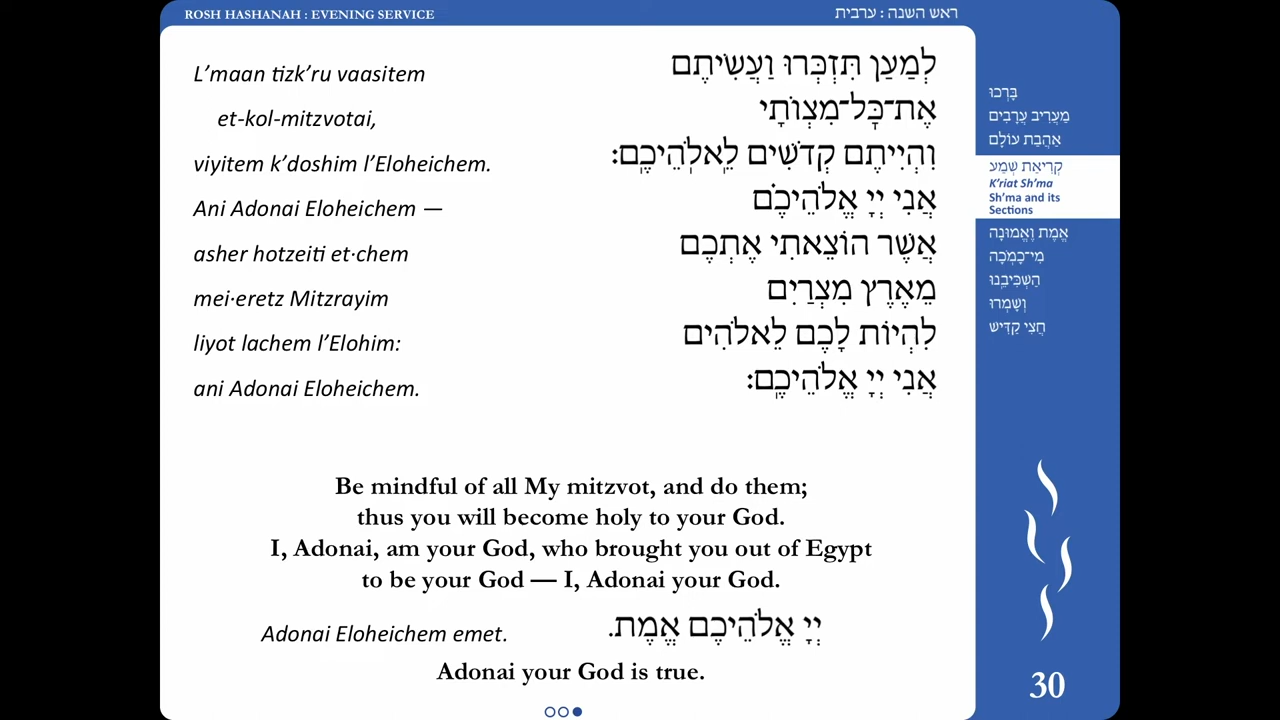 ROSH HASHANAH : EVENING SERVICE
ראש השנה : ערבית
L’maan tizk’ru vaasitem
et-kol-mitzvotai,
viyitem k’doshim l’Eloheichem.
Ani Adonai Eloheichem —
asher hotzeiti et·chem
mei·eretz Mitzrayim
liyot lachem l’Elohim:
ani Adonai Eloheichem.
לְמַעַן תִּזְכְּרוּ וַעֲשִׂיתֶם
אֶת־כׇּל־מִצְוֺתָי
וִהְיִיתֶם קְדֹשִׁים לֵאלֹֽהֵיכֶֽם׃
אֲנִי יְיָ אֱלֹהֵיכֶֹם
אֲשֶׁר הוֹצֵאתִי אֶתְכֶם
מֵאֶרֶץ מִצְרַיִם
לִהְיוֹת לָכֶם לֵאלֹהִים
אֲנִי יְיָ אֱלֹהֵיכֶֽם׃
Be mindful of all My mitzvot, and do them;
thus you will become holy to your God.
I, Adonai, am your God, who brought you out of Egypt
to be your God — I, Adonai your God.
Adonai Eloheichem emet.
יְיָ אֱלֹהֵיכֶם אֱמֶת.
Adonai your God is true.
בָּרְכוּ
מַעֲרִיב עֲרָבִים
אַהֲבַת עוֹלָם
קְרִיאַת שְׁמַע
K’riat Sh’ma
Sh’ma and its
Sections
אֱמֶת וֶאֱמוּנָה
מִי־כָמֹכָה
הַשְׁכִּיבֵנוּ
וְשָׁמְרוּ
חֲצִי קַדִּישׁ
30